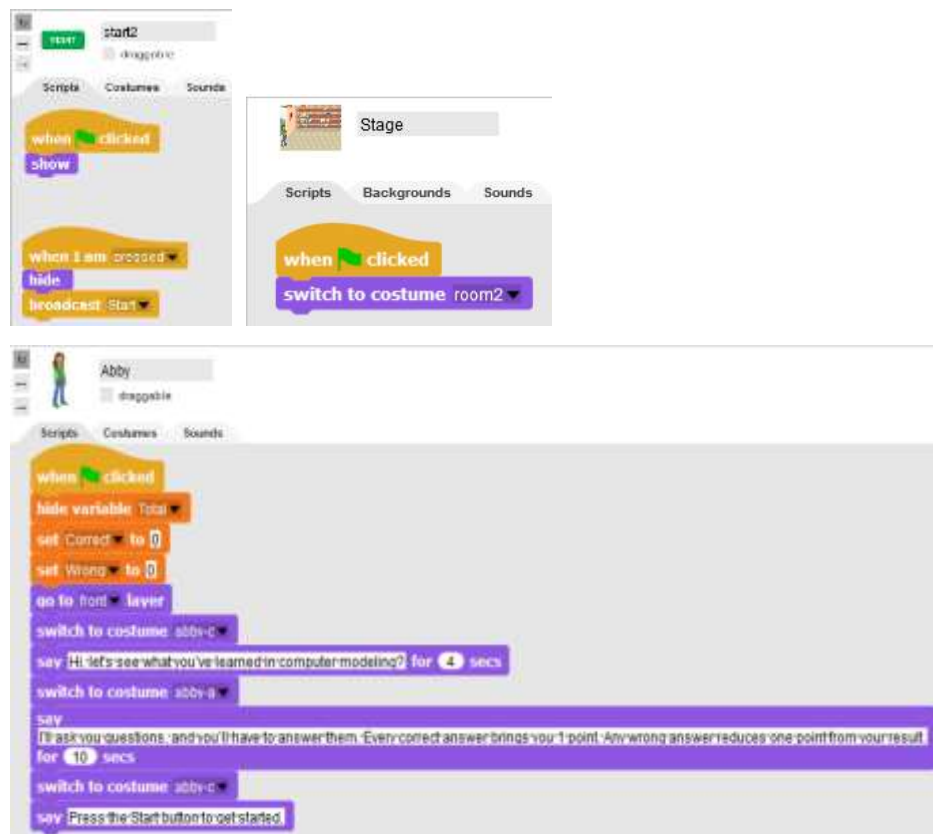 START
start2
draggable
Scripts Costumes Sounds
when clicked
show
when I am pressed
hide
broadcast Start
Stage
Scripts Backgrounds Sounds
when clicked
switch to costume room2
Abby
draggable
Scripts Costumes Sounds
when clicked
hide variable Total
set Correct to 0
set Wrong to 0
go to front layer
switch to costume abby-c
say Hi, let's see what you've learned in computer modeling? for 4 secs
switch to costume
say
I'll ask you questions, and you'll have to answer them. Every correct answer brings you 1 point. Any wrong answer reduces one point from your result.
for 10 secs
switch to costume abby-c
say Press the Start button to get started.